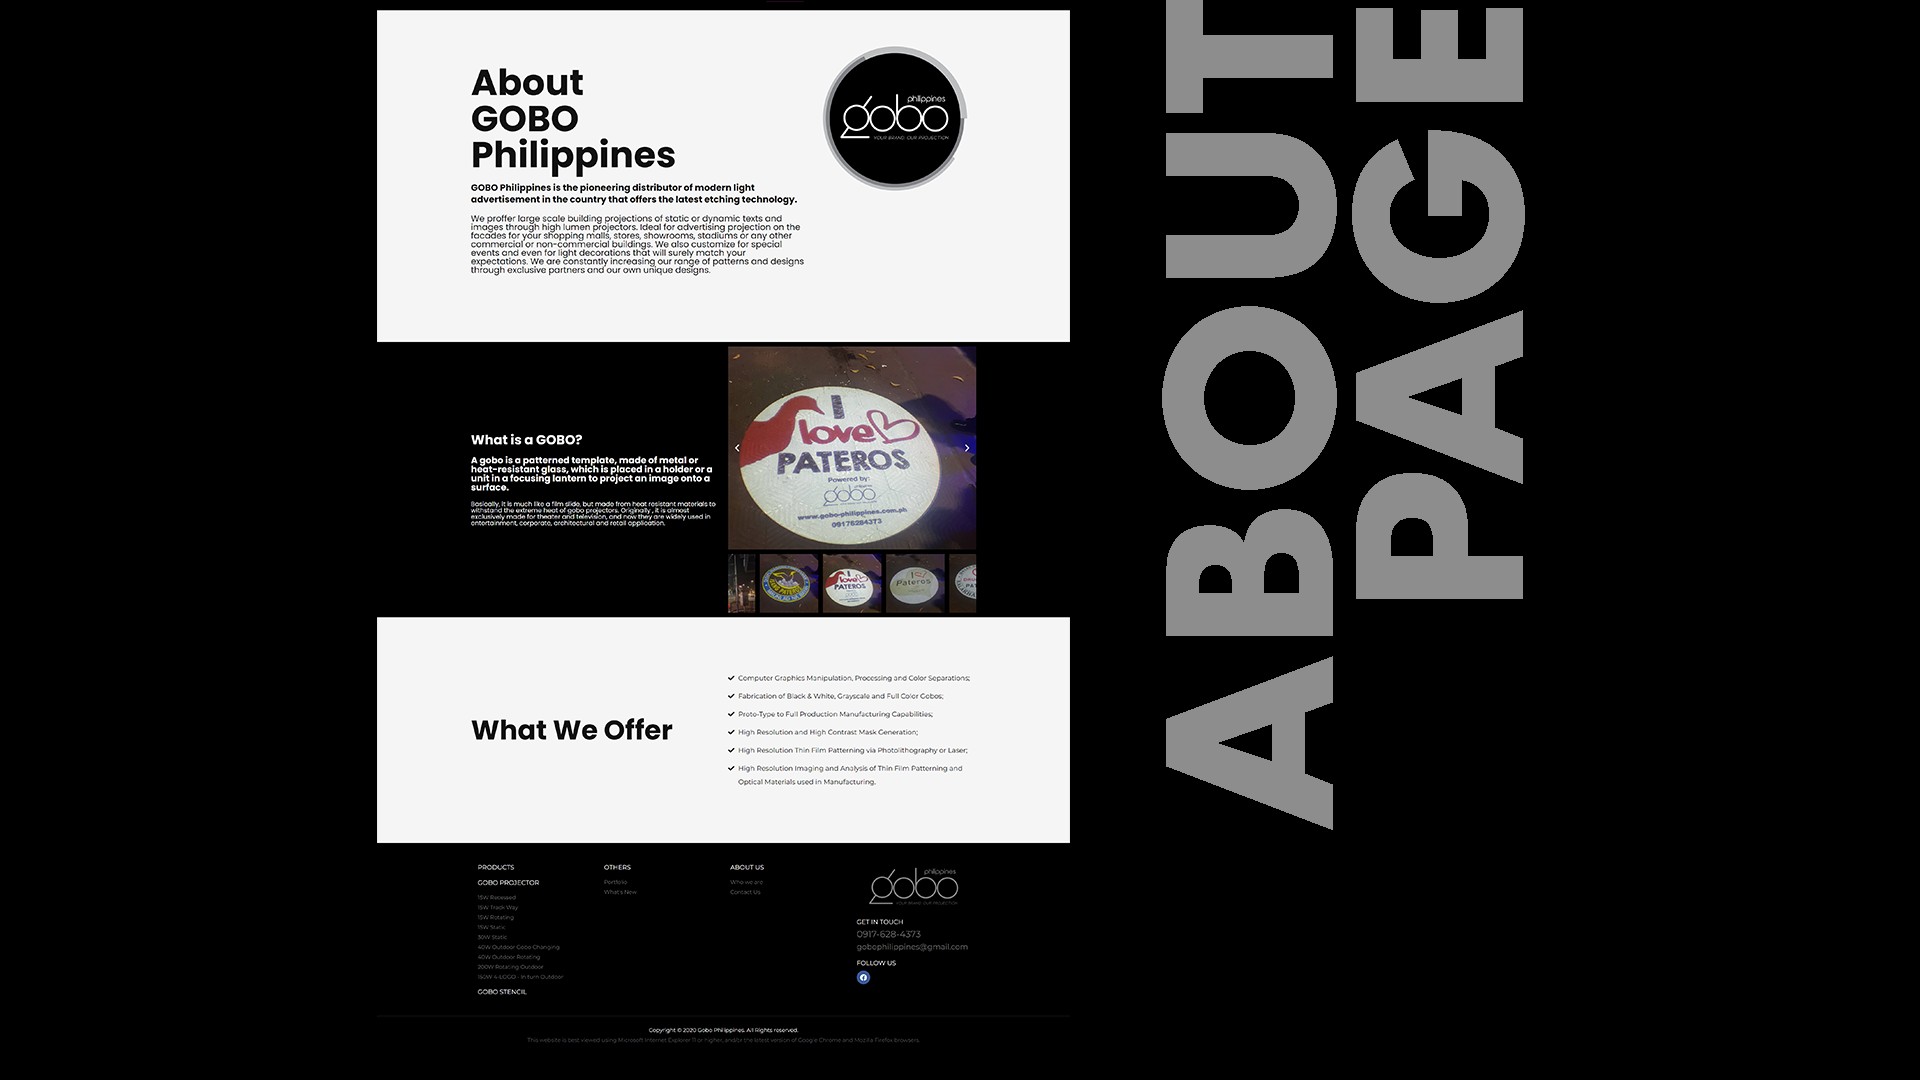 About
GOBO
Philippines
philippines
gobo
YOUR BRAND. OUR PROJECTION
GOBO Philippines is the pioneering distributor of modern light
advertisement in the country that offers the latest etching technology.
We proffer large scale building projections of static or dynamic texts and
images through high lumen projectors. Ideal for advertising projection on the
facades for your shopping malls, stores, showrooms, stadiums or any other
commercial or non-commercial buildings. We also customize for special
events and even for light decorations that will surely match your
expectations. We are constantly increasing our range of patterns and designs
through exclusive partners and our own unique designs.
What is a GOBO?
A gobo is a patterned template, made of metal or
heat-resistant glass, which is placed in a holder or a
unit in a focusing lantern to project an image onto a
surface.
Basically, it is much like a film slide, but made from heat resistant materials to
withstand the extreme heat of gobo projectors. Originally, it is almost
exclusively made for theater and television, and now they are widely used in
entertainment, corporate, architectural and retail application.
I
love
PATEROS
Powered by:
gobo
www.gobo-philippines.com.ph
09176284373
I
love
PATEROS
Pateros
What We Offer
Computer Graphics Manipulation, Processing and Color Separations;
Fabrication of Black & White, Grayscale and Full Color Gobos;
Proto-Type to Full Production Manufacturing Capabilities;
High Resolution and High Contrast Mask Generation;
High Resolution Thin Film Patterning via Photolithography or Laser;
High Resolution Imaging and Analysis of Thin Film Patterning and
Optical Materials used in Manufacturing.
PRODUCTS
GOBO PROJECTOR
15W Recessed
15W Track Way
15W Rotating
15W Static
30W Static
40W Outdoor Gobo Changing
40W Outdoor Rotating
200W Rotating Outdoor
150W 4-LOGO - In turn Outdoor
GOBO STENCIL
OTHERS
Portfolio
What's New
ABOUT US
Who we are
Contact Us
philippines
gobo
YOUR BRAND. OUR PROJECTION
GET IN TOUCH
0917-628-4373
gobophilippines@gmail.com
FOLLOW US
Copyright © 2020 Gobo Philippines. All Rights reserved.
This website is best viewed using Microsoft Internet Explorer 11 or higher, and/or the latest version of Google Chrome and Mozilla Firefox browsers.
ABOUT
PAGE